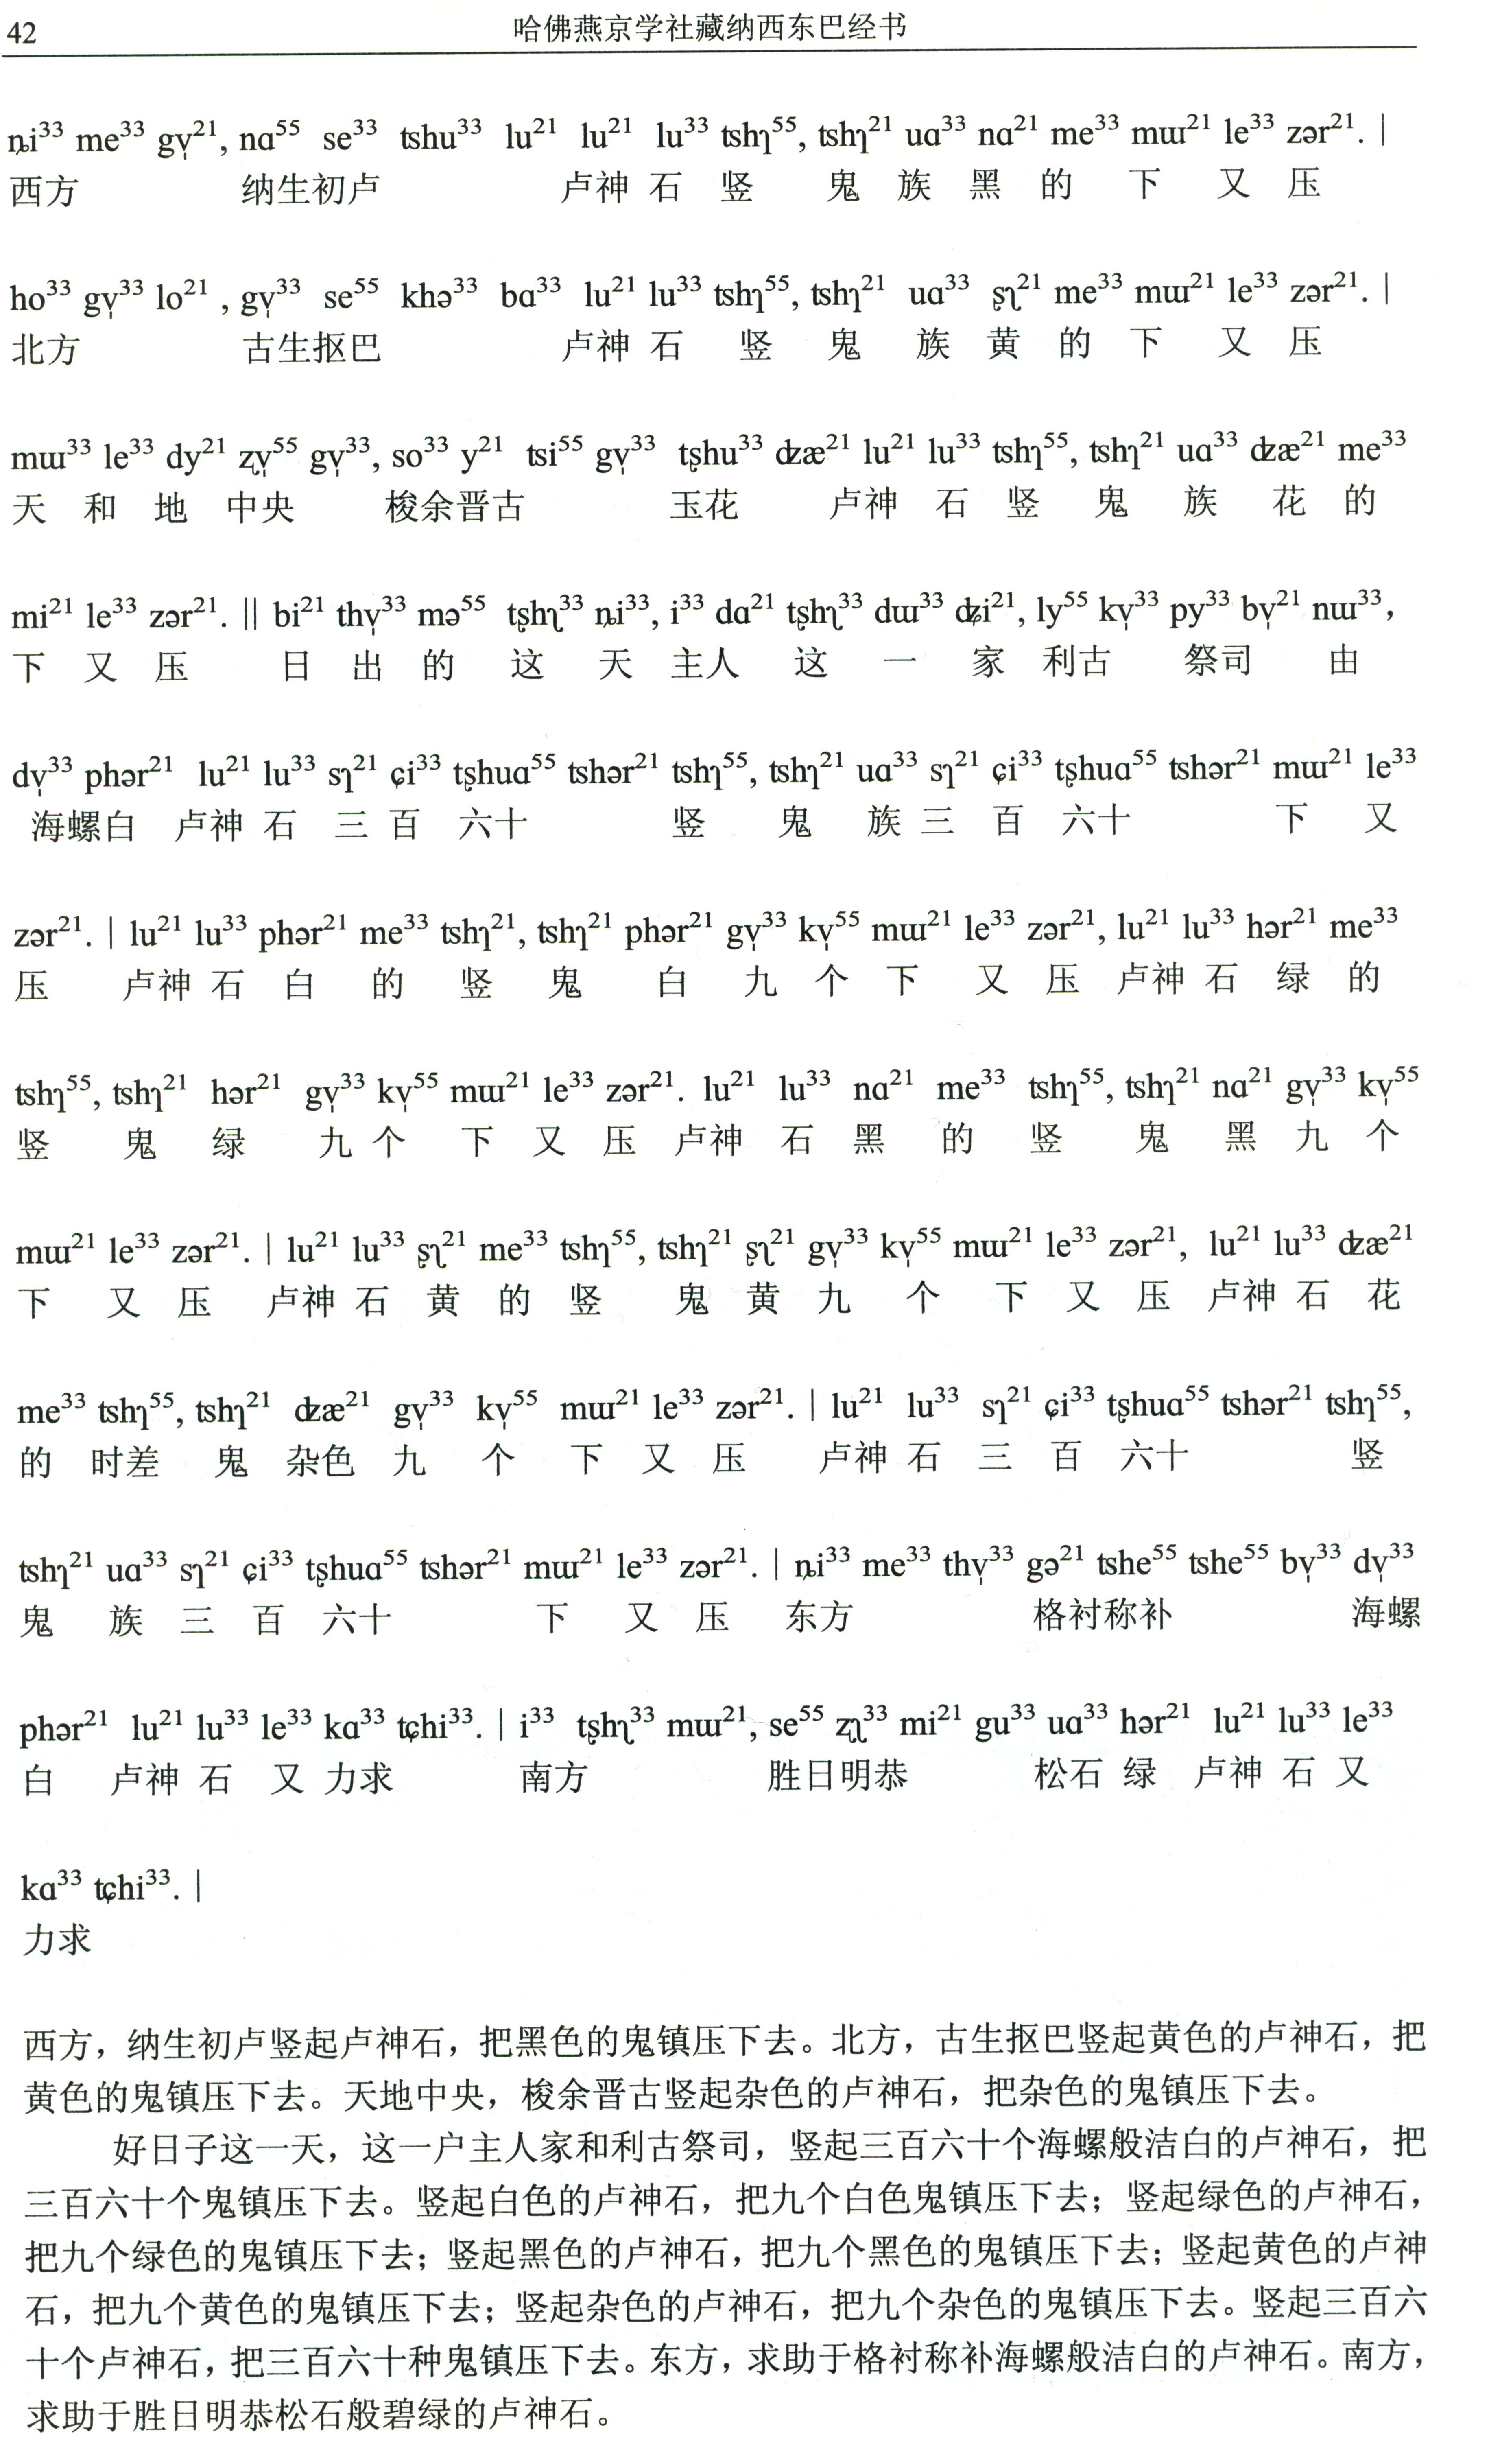 42 哈佛燕京学社藏纳西东巴经书
ȵi³³ me³³ gv̩²¹, nɑ⁵⁵ se³³ tshu³³ lu²¹ lu²¹ lu³³ tshɿ⁵⁵, tshɿ²¹ uɑ³³ nɑ²¹ me³³ mɯ²¹ le³³ zər²¹. |
西方 纳生初卢 卢神 石 竖 鬼 族 黑 的 下 又 压
ho³³ gv̩³³ lo²¹ , gv̩³³ se⁵⁵ khə³³ bɑ³³ lu²¹ lu³³ tshɿ⁵⁵, tshɿ²¹ uɑ³³ ʂʅ²¹ me³³ mɯ²¹ le³³ zər²¹. |
北方 古生抠巴 卢神 石 竖 鬼 族 黄 的 下 又 压
mɯ³³ le³³ dy²¹ ʐv̩⁵⁵ gv̩³³, so³³ y²¹ tsi⁵⁵ gv̩³³ tʂhu³³ ʣæ²¹ lu²¹ lu³³ tshɿ⁵⁵, tshɿ²¹ uɑ³³ ʣæ²¹ me³³
天 和 地 中央 梭余晋古 玉花 卢神 石 竖 鬼 族 花 的
mi²¹ le³³ zər²¹. || bi²¹ thv̩³³ mə⁵⁵ tʂhʅ³³ ȵi³³, i³³ dɑ²¹ tʂhʅ³³ dɯ³³ ʥi²¹, ly⁵⁵ kv̩³³ py³³ bv̩²¹ nɯ³³,
下 又 压 日 出 的 这 天 主人 这 一 家 利古 祭司 由
dv̩³³ phər²¹ lu²¹ lu³³ sɿ²¹ ɕi³³ tʂhuɑ⁵⁵ tshər²¹ tshɿ⁵⁵, tshɿ²¹ uɑ³³ sɿ²¹ ɕi³³ tʂhuɑ⁵⁵ tshər²¹ mɯ²¹ le³³
海螺白 卢神 石 三 百 六十 竖 鬼 族 三 百 六十 下 又
zər²¹. | lu²¹ lu³³ phər²¹ me³³ tshɿ²¹, tshɿ²¹ phər²¹ gv̩³³ kv̩⁵⁵ mɯ²¹ le³³ zər²¹, lu²¹ lu³³ hər²¹ me³³
压 卢神 石 白 的 竖 鬼 白 九 个 下 又 压 卢神 石 绿 的
tshɿ⁵⁵, tshɿ²¹ hər²¹ gv̩³³ kv̩⁵⁵ mɯ²¹ le³³ zər²¹. lu²¹ lu³³ nɑ²¹ me³³ tshɿ⁵⁵, tshɿ²¹ nɑ²¹ gv̩³³ kv̩⁵⁵
竖 鬼 绿 九 个 下 又 压 卢神 石 黑 的 竖 鬼 黑 九 个
mɯ²¹ le³³ zər²¹. | lu²¹ lu³³ ʂʅ²¹ me³³ tshɿ⁵⁵, tshɿ²¹ ʂʅ²¹ gv̩³³ kv̩⁵⁵ mɯ²¹ le³³ zər²¹, lu²¹ lu³³ ʣæ²¹
下 又 压 卢神 石 黄 的 竖 鬼 黄 九 个 下 又 压 卢神 石 花
me³³ tshɿ⁵⁵, tshɿ²¹ ʣæ²¹ gv̩³³ kv̩⁵⁵ mɯ²¹ le³³ zər²¹. | lu²¹ lu³³ sɿ²¹ ɕi³³ tʂhuɑ⁵⁵ tshər²¹ tshɿ⁵⁵,
的 时差 鬼 杂色 九 个 下 又 压 卢神 石 三 百 六十 竖
tshɿ²¹ uɑ³³ sɿ²¹ ɕi³³ tʂhuɑ⁵⁵ tshər²¹ mɯ²¹ le³³ zər²¹. | ȵi³³ me³³ thv̩³³ gə²¹ tshe⁵⁵ tshe⁵⁵ bv̩³³ dv̩³³
鬼 族 三 百 六十 下 又 压 东方 格衬称补 海螺
phər²¹ lu²¹ lu³³ le³³ kɑ³³ ʨhi³³. | i³³ tʂhʅ³³ mɯ²¹, se⁵⁵ ʐʅ³³ mi²¹ gu³³ uɑ³³ hər²¹ lu²¹ lu³³ le³³
白 卢神 石 又 力求 南方 胜日明恭 松石 绿 卢神 石 又
kɑ³³ ʨhi³³. |
力求
西方，纳生初卢竖起卢神石，把黑色的鬼镇压下去。北方，古生抠巴竖起黄色的卢神石，把
黄色的鬼镇压下去。天地中央，梭余晋古竖起杂色的卢神石，把杂色的鬼镇压下去。
好日子这一天，这一户主人家和利古祭司，竖起三百六十个海螺般洁白的卢神石，把
三百六十个鬼镇压下去。竖起白色的卢神石，把九个白色鬼镇压下去；竖起绿色的卢神石，
把九个绿色的鬼镇压下去；竖起黑色的卢神石，把九个黑色的鬼镇压下去；竖起黄色的卢神
石，把九个黄色的鬼镇压下去；竖起杂色的卢神石，把九个杂色的鬼镇压下去。竖起三百六
十个卢神石，把三百六十种鬼镇压下去。东方，求助于格衬称补海螺般洁白的卢神石。南方，
求助于胜日明恭松石般碧绿的卢神石。